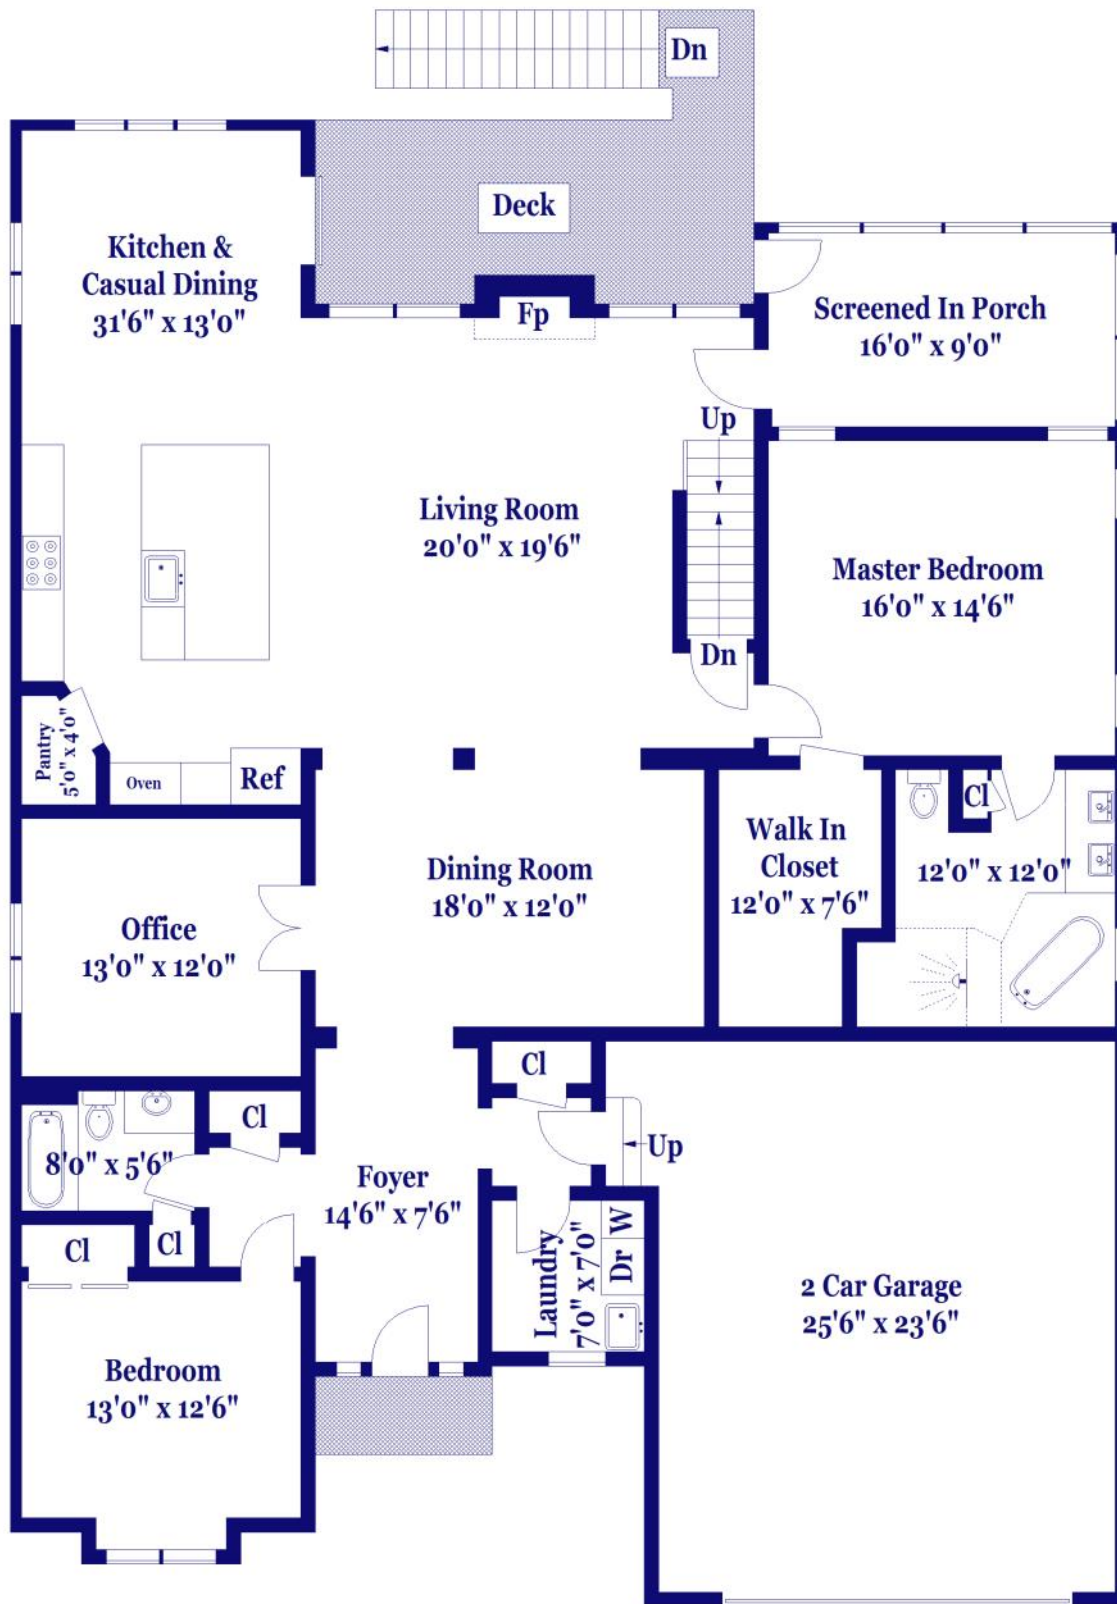 Dn
Deck
Kitchen &
Casual Dining
31'6" x 13'0"
Fp
Screened In Porch
16'0" x 9'0"
Up
Living Room
20'0" x 19'6"
Master Bedroom
16'0" x 14'6"
Dn
Pantry
5'0" x 4'0"
Oven
Ref
Cl
Walk In
Closet
12'0" x 7'6"
12'0" x 12'0"
Dining Room
18'0" x 12'0"
Office
13'0" x 12'0"
Cl
Cl
Up
8'0" x 5'6"
Foyer
14'6" x 7'6"
Cl
Cl
Laundry
7'0" x 7'0"
W
Dr
2 Car Garage
25'6" x 23'6"
Bedroom
13'0" x 12'6"